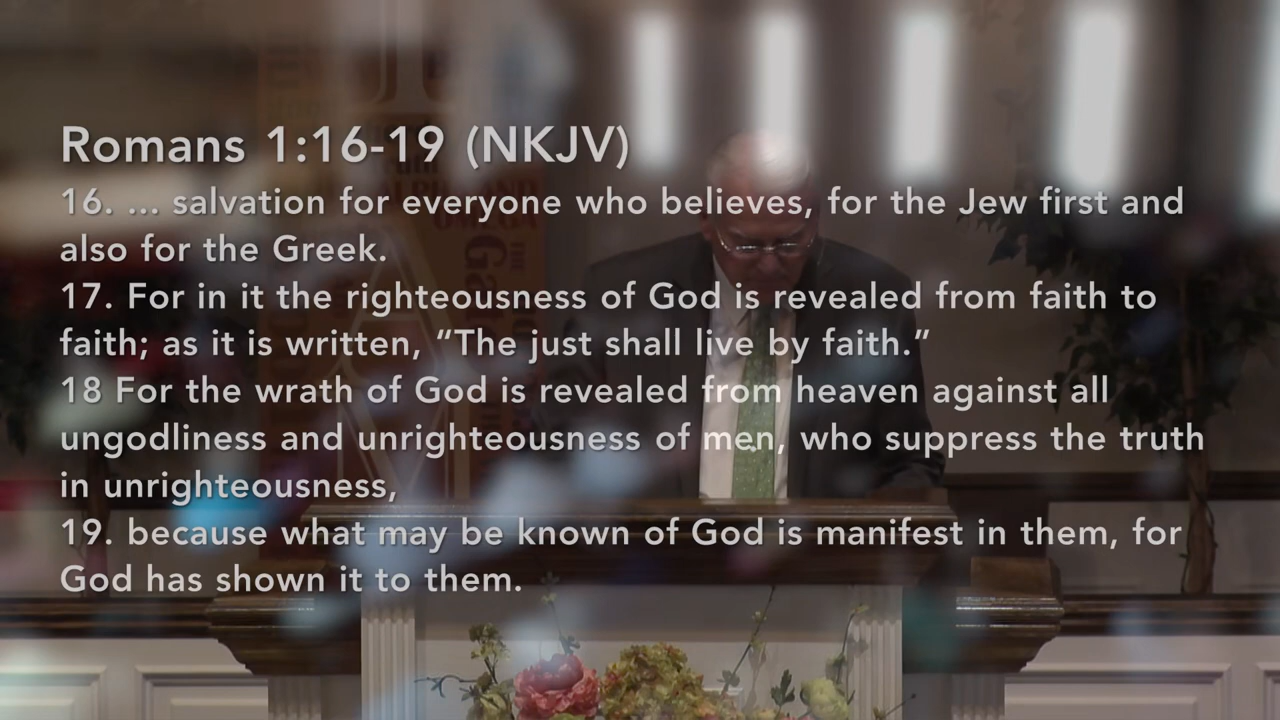 Romans 1:16-19 (NKJV)
16. ... salvation for everyone who believes, for the Jew first and
also for the Greek.
17. For in it the righteousness of God is revealed from faith to
faith; as it is written, “The just shall live by faith.”
18 For the wrath of God is revealed from heaven against all
ungodliness and unrighteousness of men, who suppress the truth
in unrighteousness,
19. because what may be known of God is manifest in them, for
God has shown it to them.